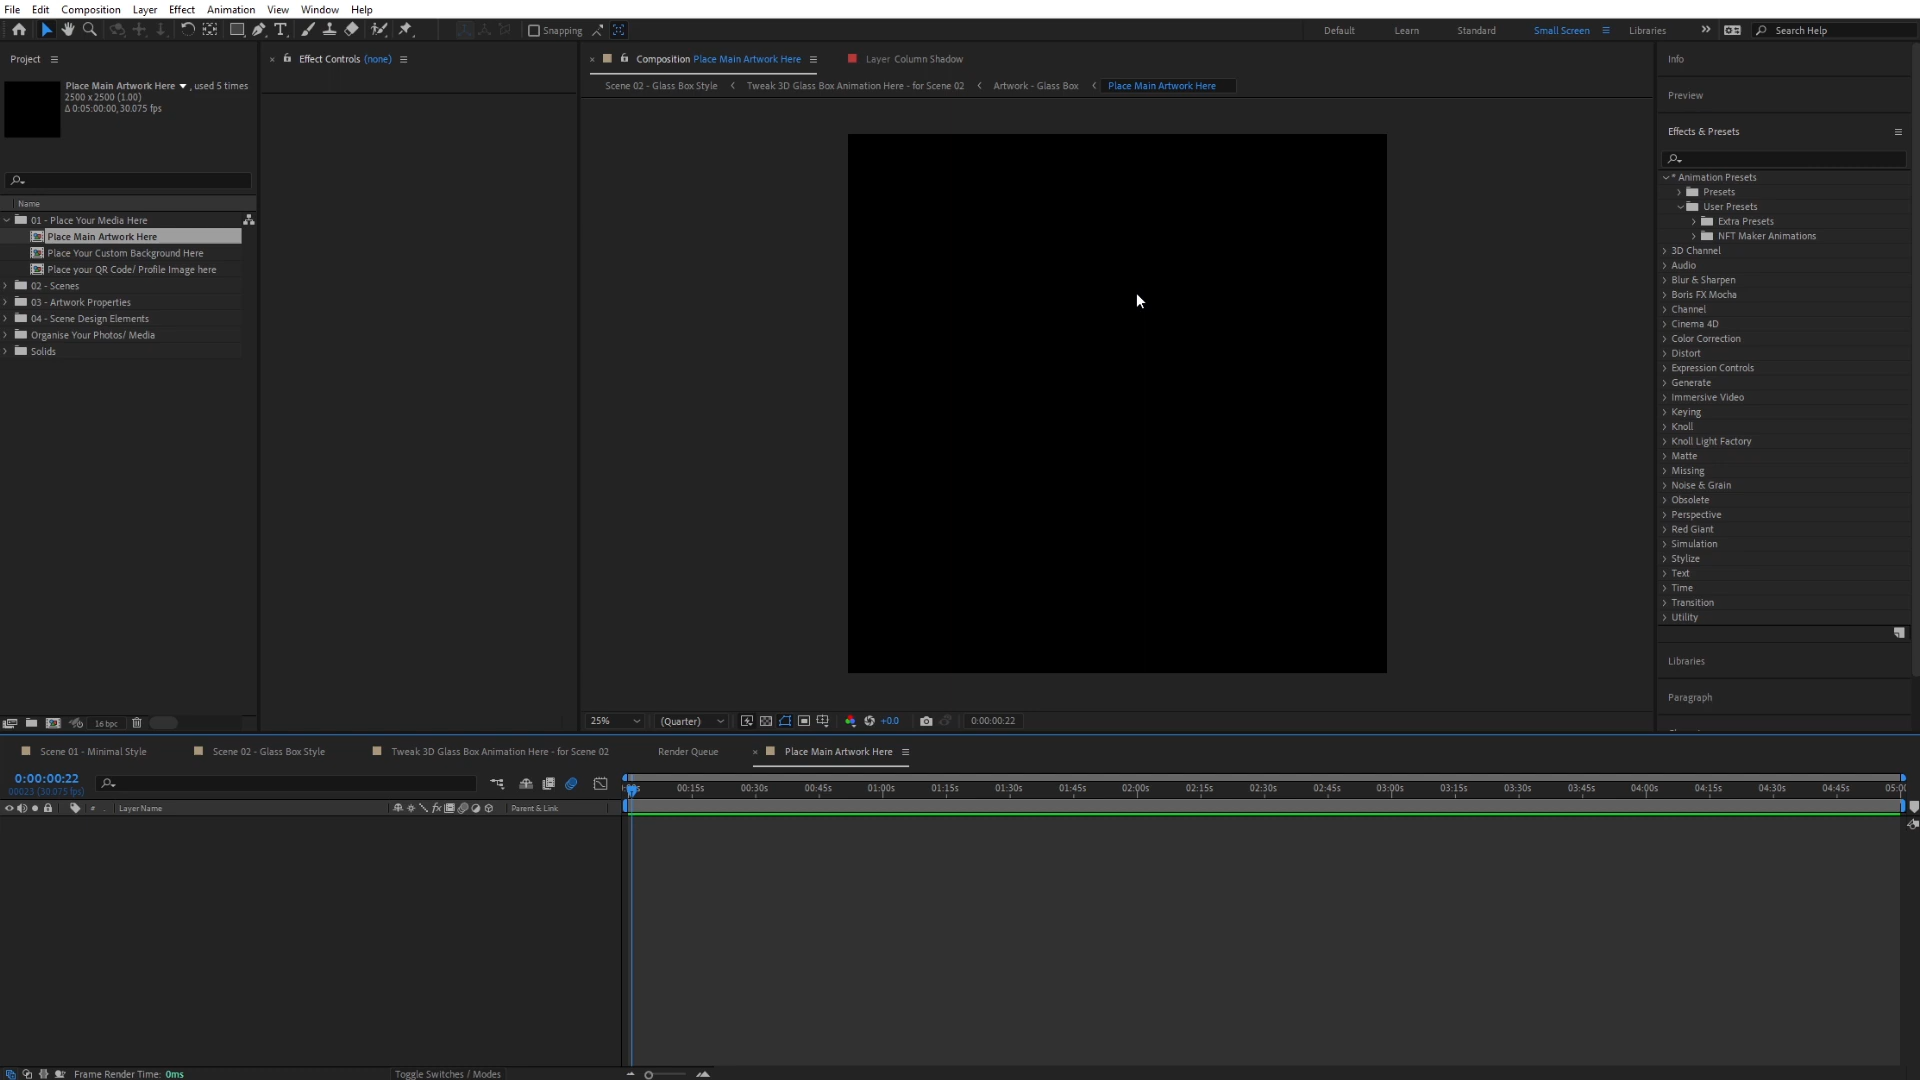 File Edit Composition Layer Effect Animation View Window Help
Snapping
Default Learn Standard Small Screen Libraries Search Help
Project
Effect Controls (none)
Composition Place Main Artwork Here
Layer Column Shadow
Info
Place Main Artwork Here , used 5 times
2500 x 2500 (1.00)
Δ 0:05:00:00, 30.075 fps
Scene 02 - Glass Box Style
Tweak 3D Glass Box Animation Here - for Scene 02
Artwork - Glass Box
Place Main Artwork Here
Preview
Effects & Presets
Name
01 - Place Your Media Here
Place Main Artwork Here
Place Your Custom Background Here
Place your QR Code/ Profile Image here
02 - Scenes
03 - Artwork Properties
04 - Scene Design Elements
Organise Your Photos/ Media
Solids
* Animation Presets
Presets
User Presets
Extra Presets
NFT Maker Animations
3D Channel
Audio
Blur & Sharpen
Boris FX Mocha
Channel
Cinema 4D
Color Correction
Distort
Expression Controls
Generate
Immersive Video
Keying
Knoll
Knoll Light Factory
Matte
Missing
Noise & Grain
Obsolete
Perspective
Red Giant
Simulation
Stylize
Text
Time
Transition
Utility
Libraries
Paragraph
16 bpc
25% (Quarter) +0.0 0:00:00:22
Scene 01 - Minimal Style
Scene 02 - Glass Box Style
Tweak 3D Glass Box Animation Here - for Scene 02
Render Queue
Place Main Artwork Here
0:00:00:22
00023 (30.075 fps)
00:15s 00:30s 00:45s 01:00s 01:15s 01:30s 01:45s 02:00s 02:15s 02:30s 02:45s 03:00s 03:15s 03:30s 03:45s 04:00s 04:15s 04:30s 04:45s 05:00
# Layer Name Parent & Link
Frame Render Time: 0ms
Toggle Switches / Modes